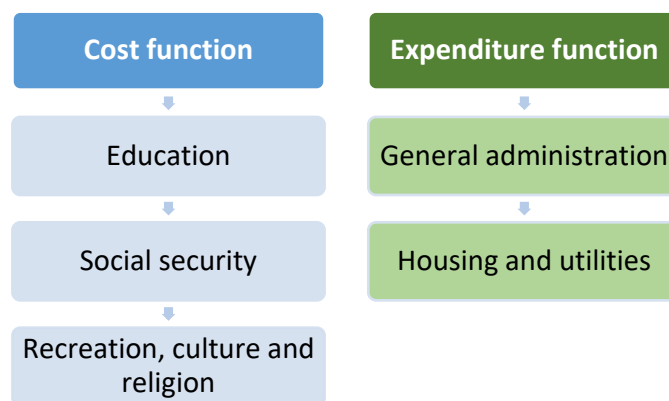 Cost function
Education
Social security
Recreation, culture and
religion
Expenditure function
General administration
Housing and utilities